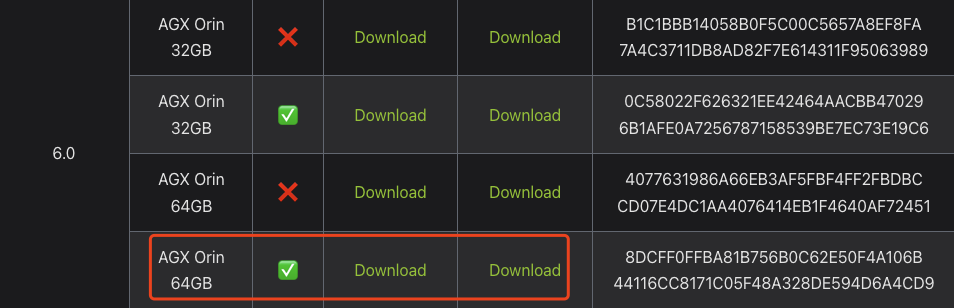 AGX Orin
32GB
Download
Download
B1C1BBB14058B0F5C00C5657A8EF8FA
7A4C3711DB8AD82F7E614311F95063989
AGX Orin
32GB
Download
Download
0C58022F626321EE42464AACBB47029
6B1AFE0A7256787158539BE7EC73E19C6
6.0
AGX Orin
64GB
Download
Download
4077631986A66EB3AF5FBF4FF2FBDBC
CD07E4DC1AA4076414EB1F4640AF72451
AGX Orin
64GB
Download
Download
8DCFF0FFBA81B756B0C62E50F4A106B
44116CC8171C05F48A328DE594D6A4CD9